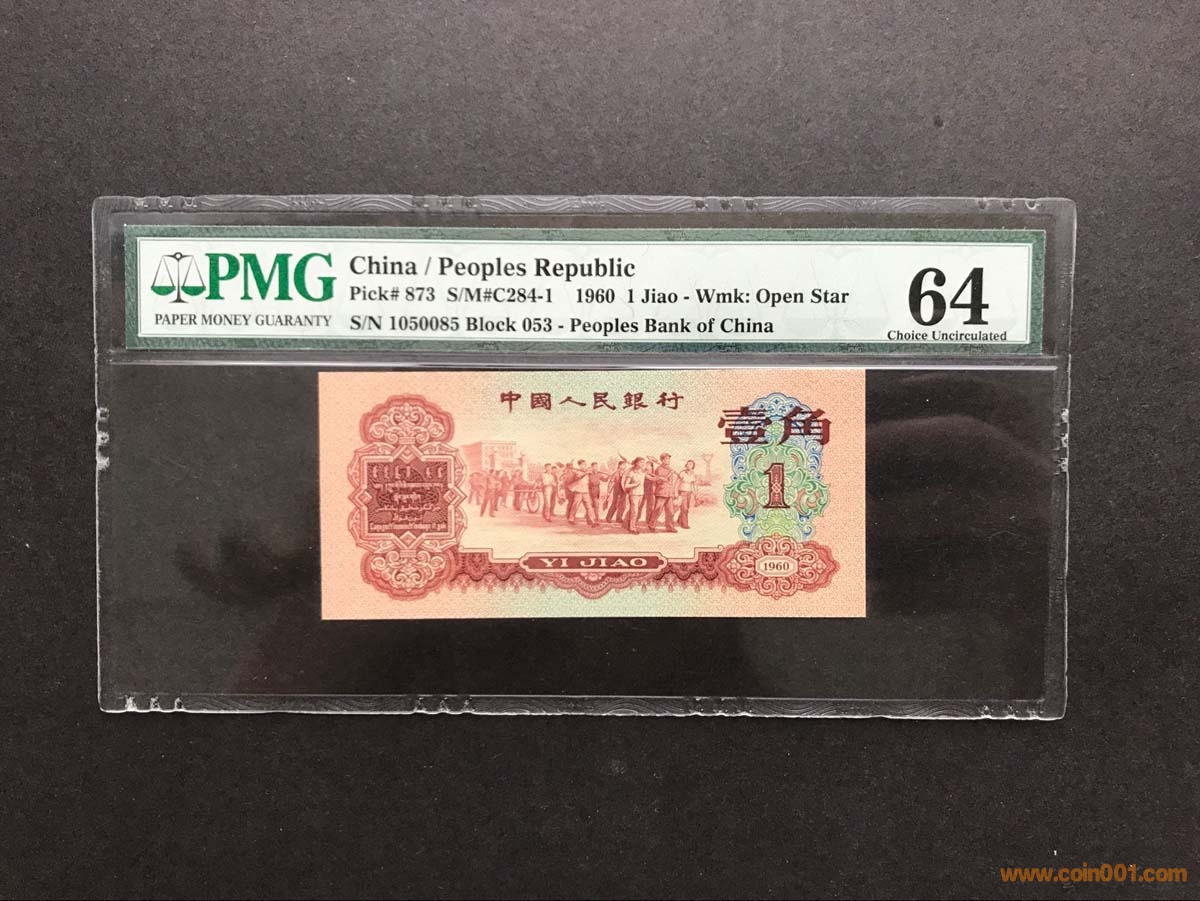 PMG
PAPER MONEY GUARANTY
China / Peoples Republic
Pick# 873 S/M#C284-1 1960 1 Jiao - Wmk: Open Star
S/N 1050085 Block 053 - Peoples Bank of China
64
Choice Uncirculated
中國人民銀行
壹角
1
YI JIAO
1960
www.coin001.com